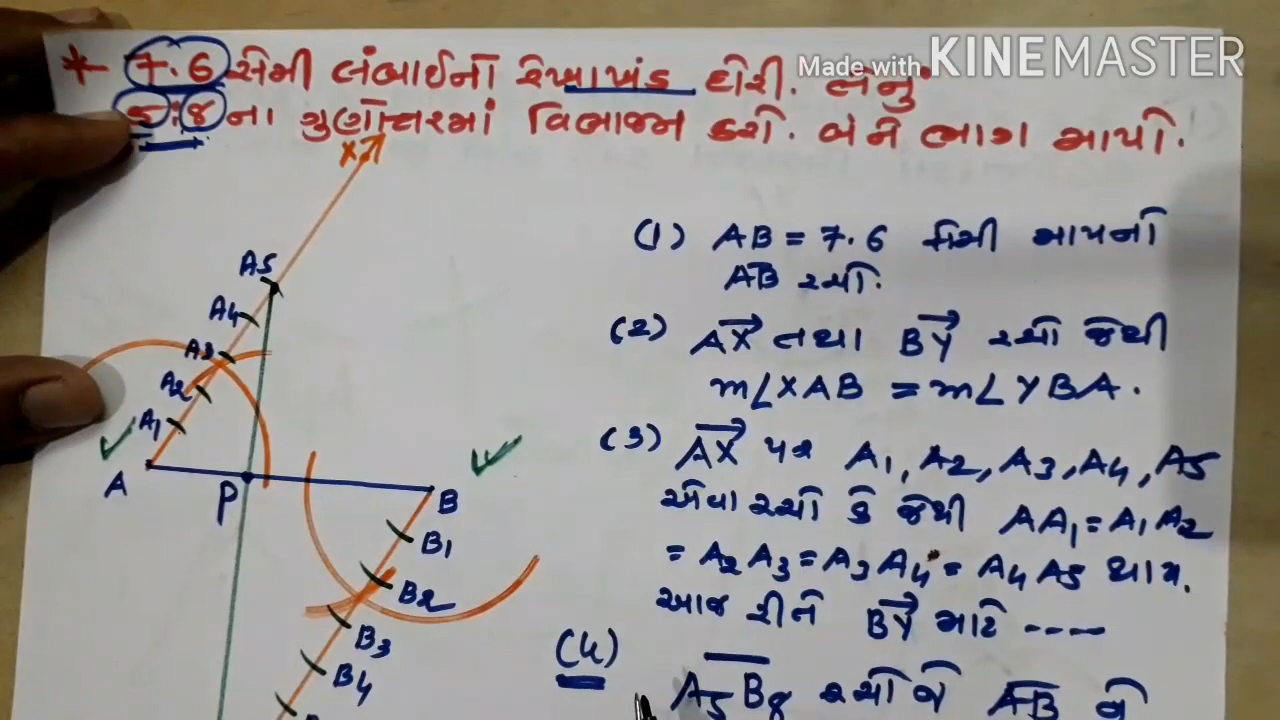 Made with KINEMASTER
* 7.6 સેમી લંબાઈનો રેખાખંડ દોરી. તેનું
5:8 ના ગુણોત્તરમાં વિભાજન કરો. બંને ભાગ માપો.
X
A5
A4
A3
A2
A1
A
P
B
B1
B2
B3
B4
(1) AB = 7.6 સેમી માપનો
AB રચો.
(2) AX તથા BY રચો જેથી
m∠XAB = m∠YBA.
(3) AX પર A1, A2, A3, A4, A5
એવા રચો કે જેથી AA1 = A1A2
= A2A3 = A3A4 = A4A5 થાય.
આજ રીતે BY માટે ----
(4)
A5B8 રચો જે AB ને